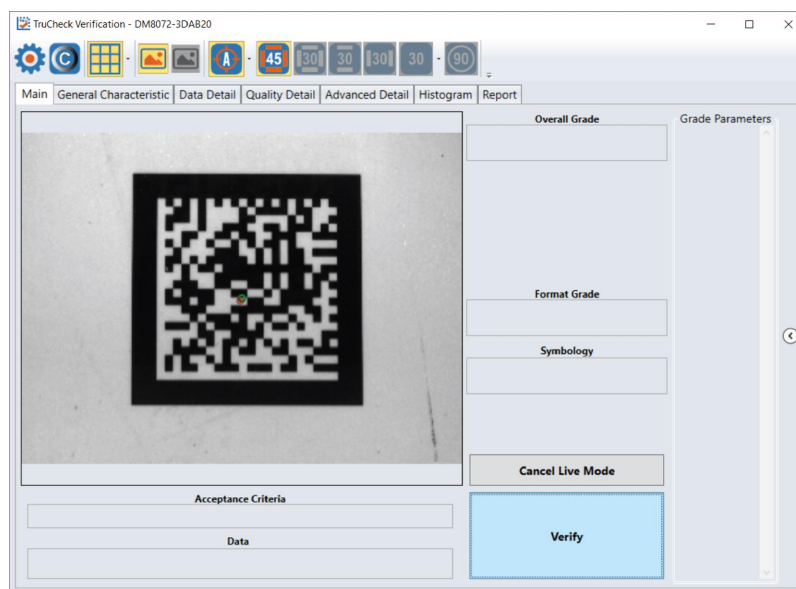 TruCheck Verification - DM8072-3DAB20
C A 45 30 30 30 30 90
Main General Characteristic Data Detail Quality Detail Advanced Detail Histogram Report
Overall Grade
Grade Parameters
Format Grade
Symbology
Cancel Live Mode
Acceptance Criteria
Verify
Data